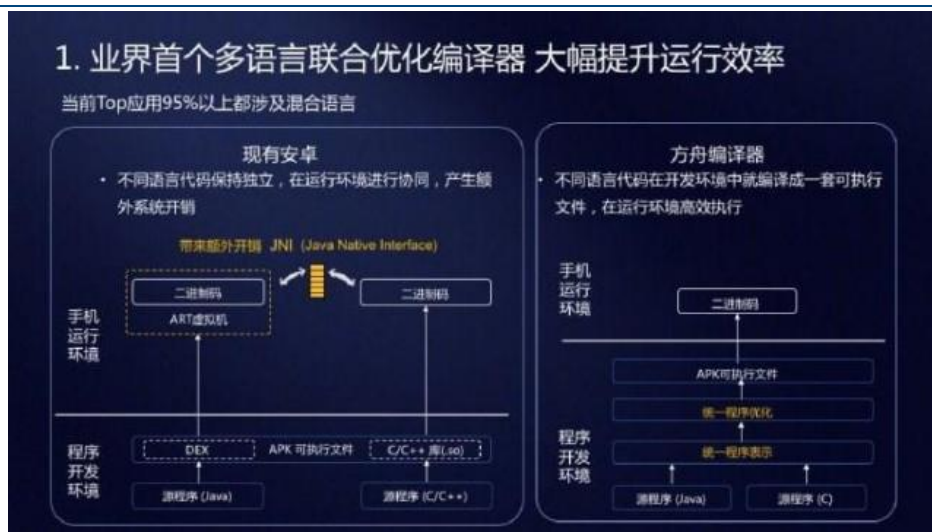 1. 业界首个多语言联合优化编译器 大幅提升运行效率
当前Top应用95%以上都涉及混合语言
现有安卓
• 不同语言代码保持独立，在运行环境进行协同，产生额
外系统开销
带来额外开销 JNI (Java Native Interface)
二进制码
二进制码
ART虚拟机
手机
运行
环境
程序
开发
环境
DEX
APK 可执行文件
C/C++ 库(.so)
源程序 (Java)
源程序 (C/C++)
方舟编译器
• 不同语言代码在开发环境中就编译成一套可执行
文件，在运行环境高效执行
手机
运行
环境
二进制码
APK可执行文件
统一程序优化
程序
开发
环境
统一程序表示
源程序 (Java)
源程序 (C)